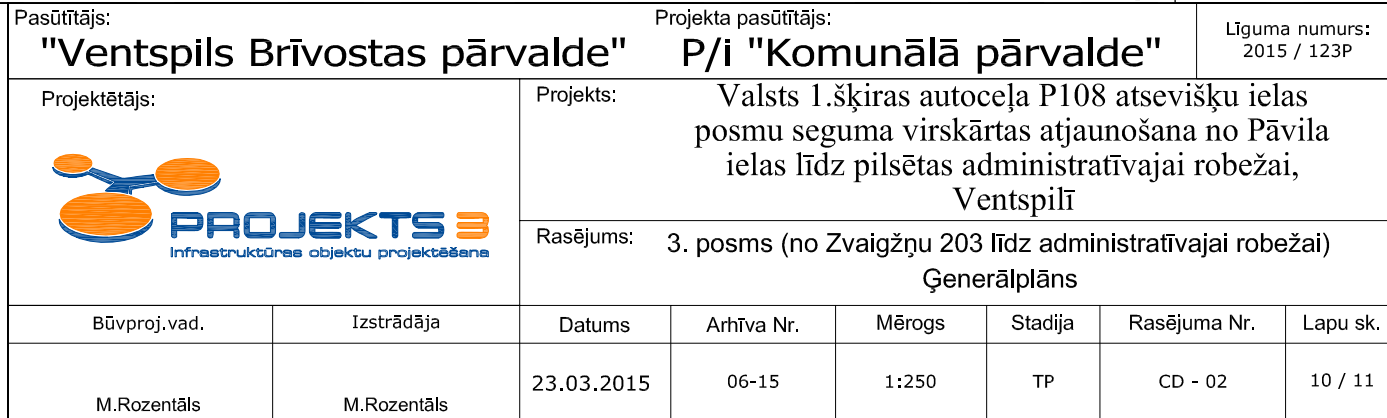 Pasūtītājs:
"Ventspils Brīvostas pārvalde"
Projekta pasūtītājs:
P/i "Komunālā pārvalde"
Līguma numurs:
2015 / 123P
Projektētājs:
PROJEKTS 3
Infrastruktūras objektu projektēšana
Projekts:
Valsts 1.šķiras autoceļa P108 atsevišķu ielas
posmu seguma virskārtas atjaunošana no Pāvila
ielas līdz pilsētas administratīvajai robežai,
Ventspilī
Rasējums:
3. posms (no Zvaigžņu 203 līdz administratīvajai robežai)
Ģenerālplāns
Būvproj.vad.
Izstrādāja
Datums
Arhīva Nr.
Mērogs
Stadija
Rasējuma Nr.
Lapu sk.
M.Rozentāls
M.Rozentāls
23.03.2015
06-15
1:250
TP
CD - 02
10 / 11